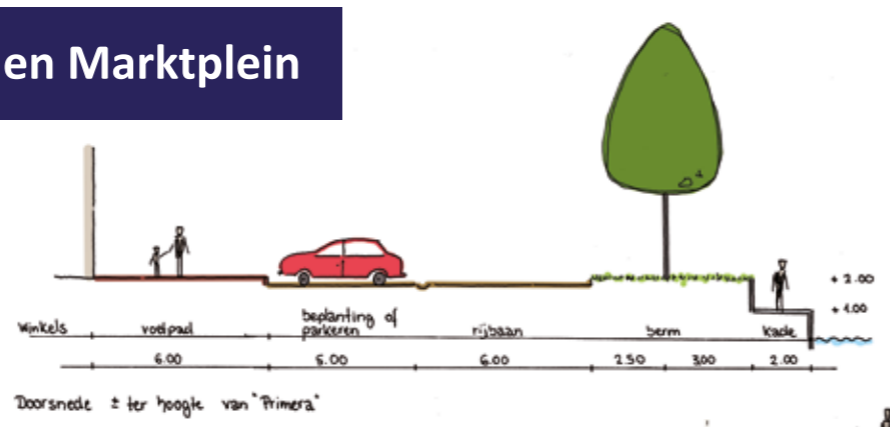 en Marktplein
+ 2.00
+ 1.00
beplanting of
winkels voetpad parkeren rijbaan berm kade
6.00 5.00 6.00 2.50 3.00 2.00
Doorsnede ± ter hoogte van "Primera"